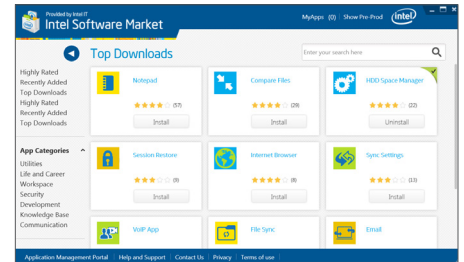 Provided by Intel IT
Intel Software Market
MyApps (0) Show Pre-Prod
intel
Top Downloads
Enter your search here
Highly Rated
Recently Added
Top Downloads
Highly Rated
Recently Added
Top Downloads
App Categories
Utilities
Life and Career
Workspace
Security
Development
Knowledge Base
Communication
Notepad
(57)
Install
Compare Files
(29)
Install
HDD Space Manager
(22)
Uninstall
Session Restore
(9)
Install
Internet Browser
(8)
Install
Sync Settings
(13)
Install
VoIP App
File Sync
Email
Application Management Portal | Help and Support | Contact Us | Privacy | Terms of use